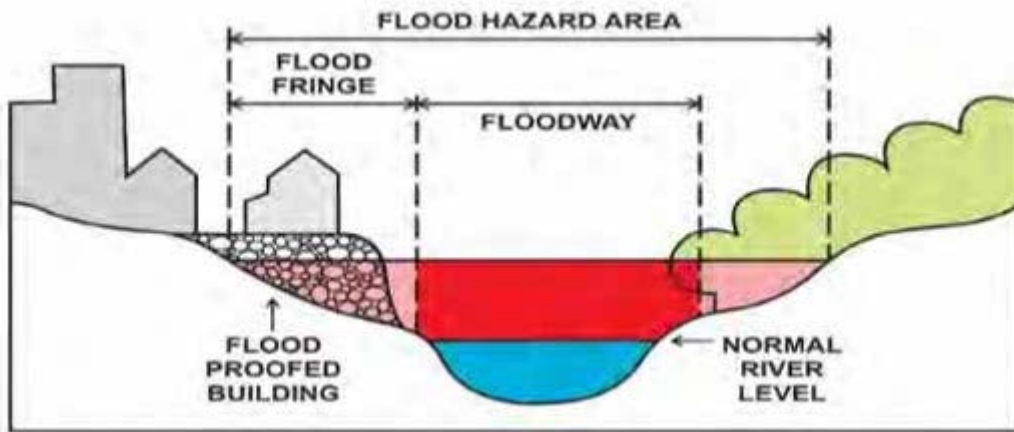 FLOOD HAZARD AREA
FLOOD
FRINGE
FLOODWAY
FLOOD
PROOFED
BUILDING
NORMAL
RIVER
LEVEL